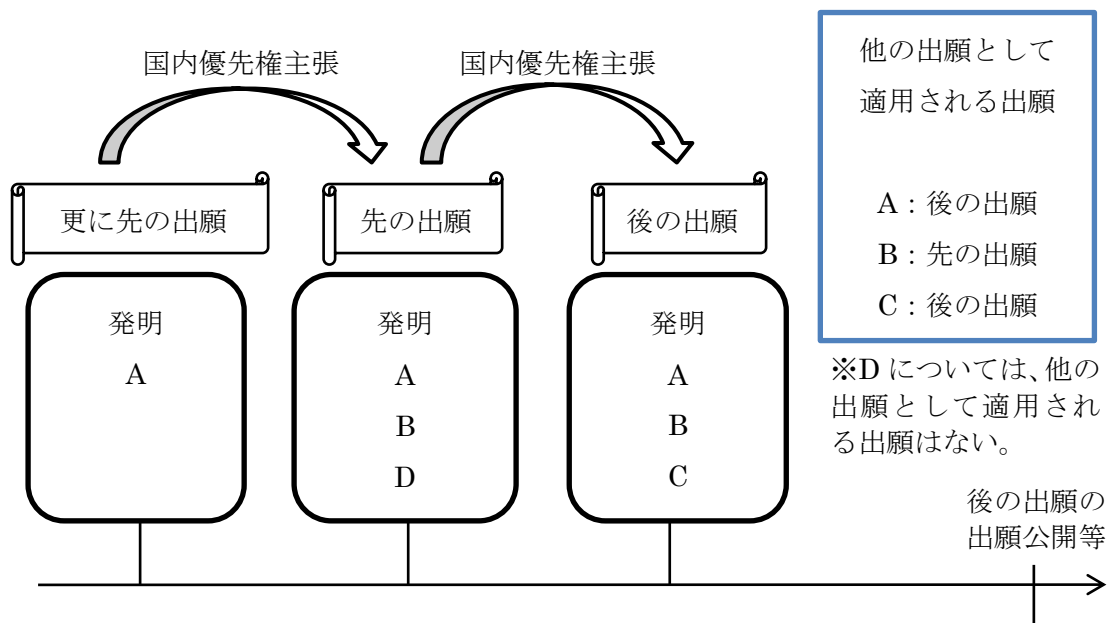 国内優先権主張
国内優先権主張
更に先の出願
先の出願
後の出願
発明
A
発明
A
B
D
発明
A
B
C
他の出願として
適用される出願
A：後の出願
B：先の出願
C：後の出願
※D については、他の
出願として適用され
る出願はない。
後の出願の
出願公開等